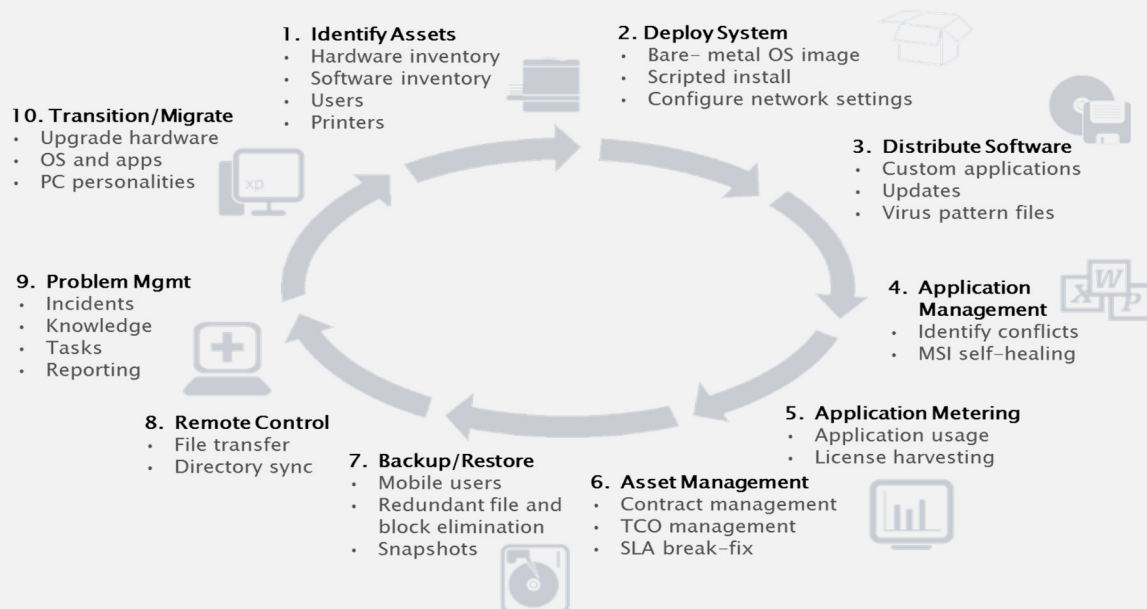 1. Identify Assets
• Hardware inventory
• Software inventory
• Users
• Printers
2. Deploy System
• Bare- metal OS image
• Scripted install
• Configure network settings
3. Distribute Software
• Custom applications
• Updates
• Virus pattern files
4. Application
Management
• Identify conflicts
• MSI self-healing
X W P
5. Application Metering
• Application usage
• License harvesting
6. Asset Management
• Contract management
• TCO management
• SLA break-fix
7. Backup/Restore
• Mobile users
• Redundant file and
block elimination
• Snapshots
8. Remote Control
• File transfer
• Directory sync
9. Problem Mgmt
• Incidents
• Knowledge
• Tasks
• Reporting
10. Transition/Migrate
• Upgrade hardware
• OS and apps
• PC personalities
xp